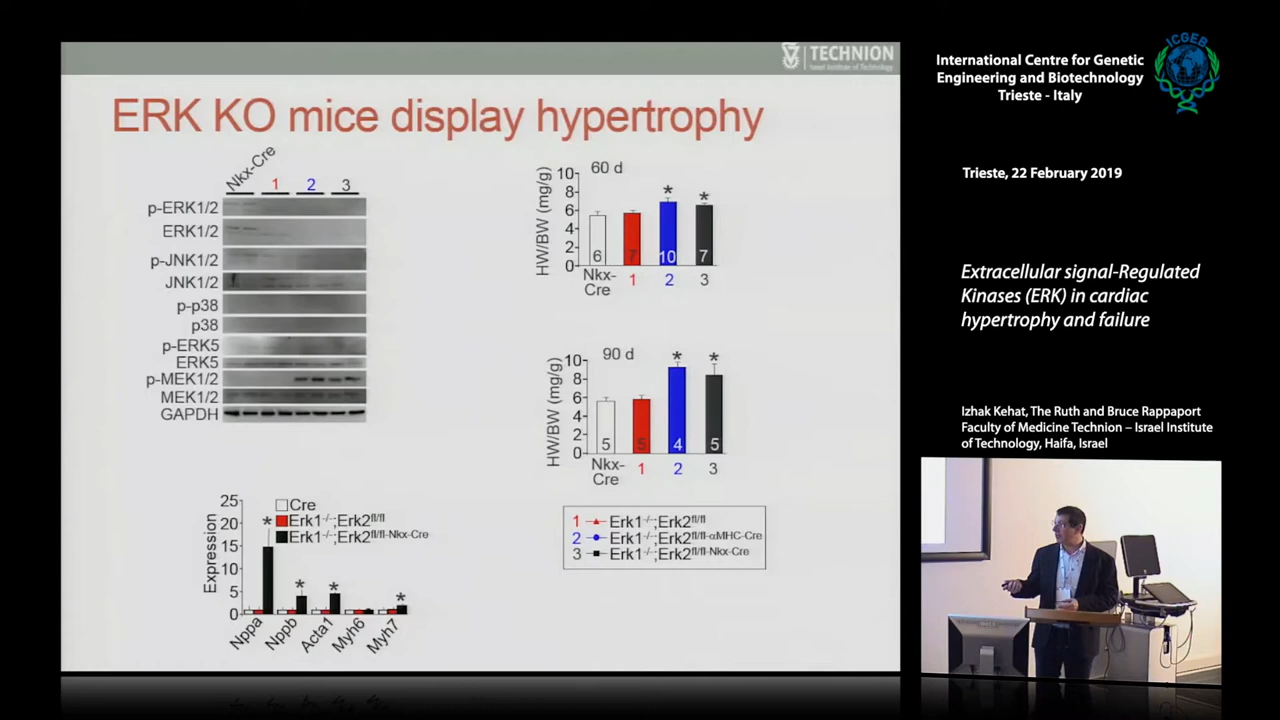 TECHNION
Israel Institute of Technology
ERK KO mice display hypertrophy
Nkx-Cre
1
2
3
p-ERK1/2
ERK1/2
p-JNK1/2
JNK1/2
p-p38
p38
p-ERK5
ERK5
p-MEK1/2
MEK1/2
GAPDH
60 d
HW/BW (mg/g)
10
8
6
4
2
0
*
*
6
7
10
7
Nkx-
Cre
1
2
3
90 d
HW/BW (mg/g)
10
8
6
4
2
0
*
*
5
5
4
5
Nkx-
Cre
1
2
3
Expression
25
20
15
10
5
0
Cre
Erk1-/-;Erk2fl/fl
Erk1-/-;Erk2fl/fl-Nkx-Cre
*
*
*
*
Nppa
Nppb
Acta1
Myh6
Myh7
1 Erk1-/-;Erk2fl/fl
2 Erk1-/-;Erk2fl/fl-αMHC-Cre
3 Erk1-/-;Erk2fl/fl-Nkx-Cre
International Centre for Genetic
Engineering and Biotechnology
Trieste - Italy
ICGEB
Trieste, 22 February 2019
Extracellular signal-Regulated
Kinases (ERK) in cardiac
hypertrophy and failure
Izhak Kehat, The Ruth and Bruce Rappaport
Faculty of Medicine Technion – Israel Institute
of Technology, Haifa, Israel